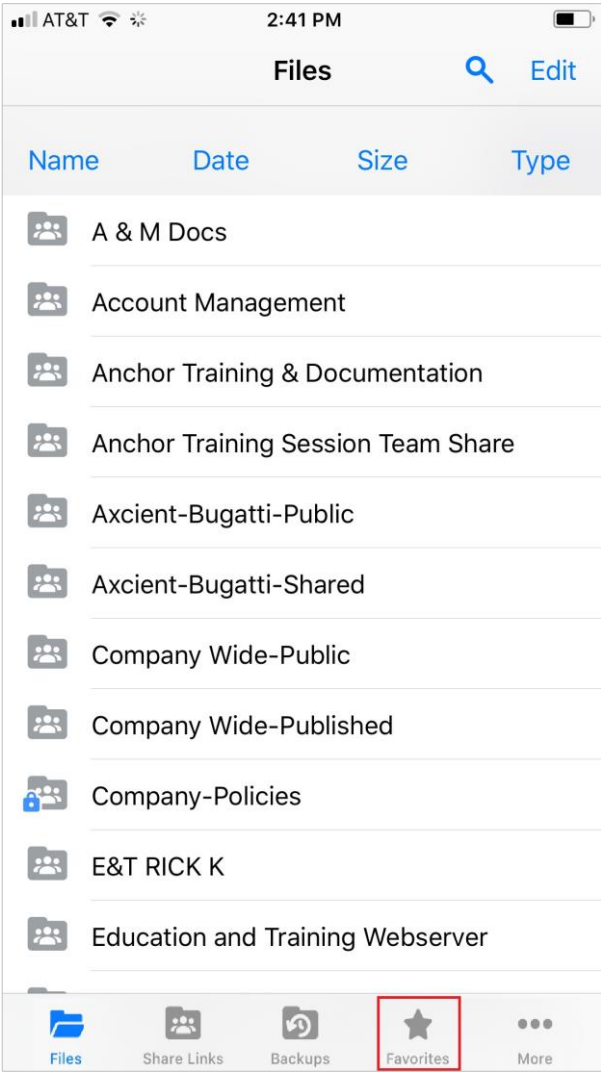 AT&T 2:41 PM
Files Edit
Name Date Size Type
A & M Docs
Account Management
Anchor Training & Documentation
Anchor Training Session Team Share
Axcient-Bugatti-Public
Axcient-Bugatti-Shared
Company Wide-Public
Company Wide-Published
Company-Policies
E&T RICK K
Education and Training Webserver
Files Share Links Backups Favorites More